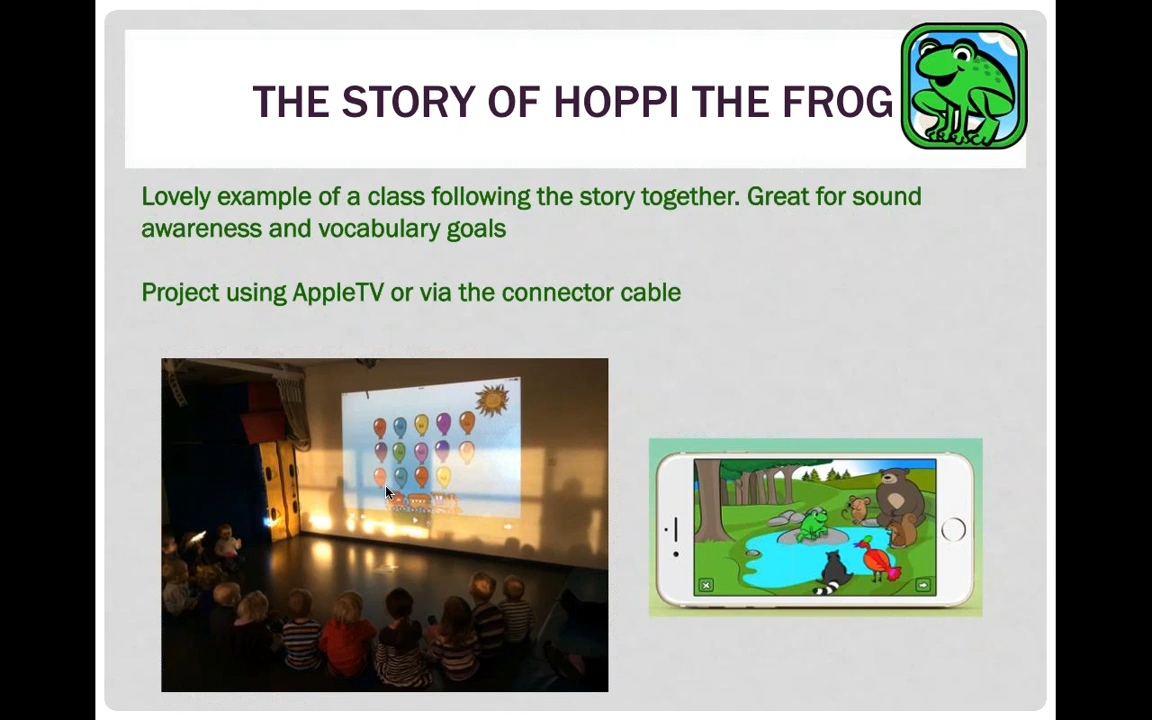 THE STORY OF HOPPI THE FROG
Lovely example of a class following the story together. Great for sound
awareness and vocabulary goals
Project using AppleTV or via the connector cable